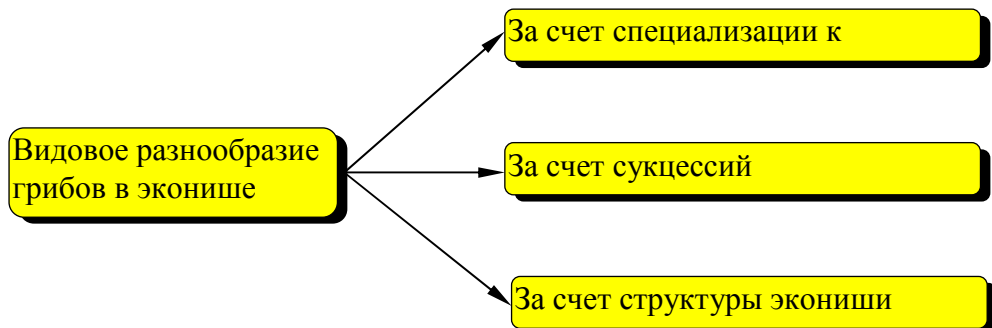 За счет специализации к
Видовое разнообразие
грибов в эконише
За счет сукцессий
За счет структуры экониши